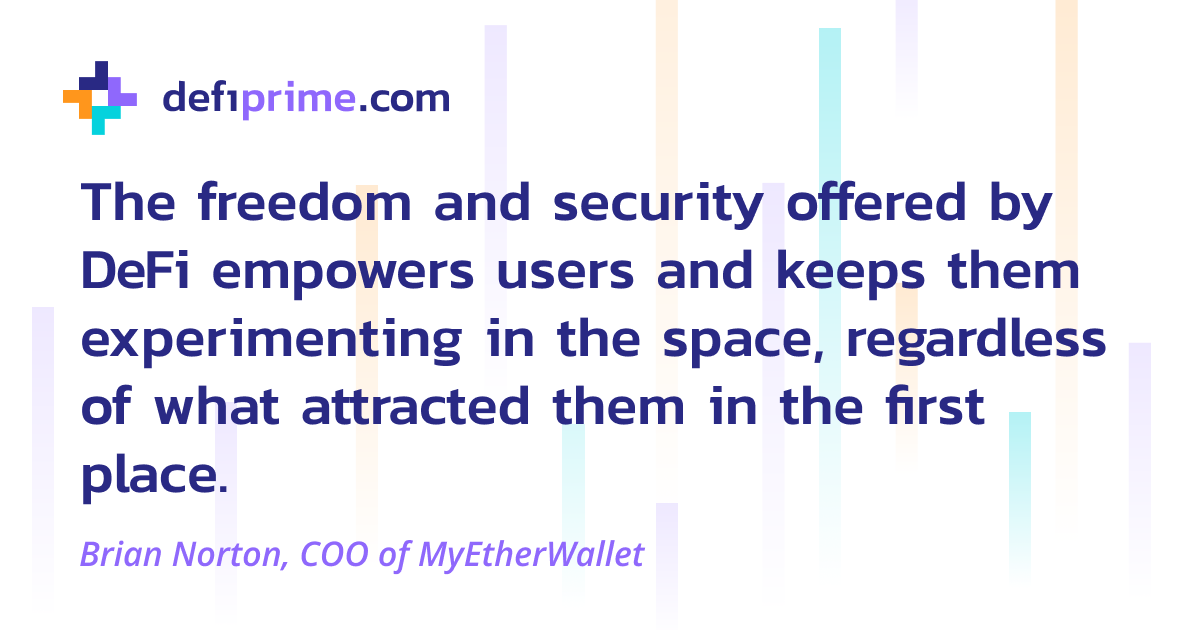 defiprime.com
The freedom and security offered by
DeFi empowers users and keeps them
experimenting in the space, regardless
of what attracted them in the first
place.
Brian Norton, COO of MyEtherWallet